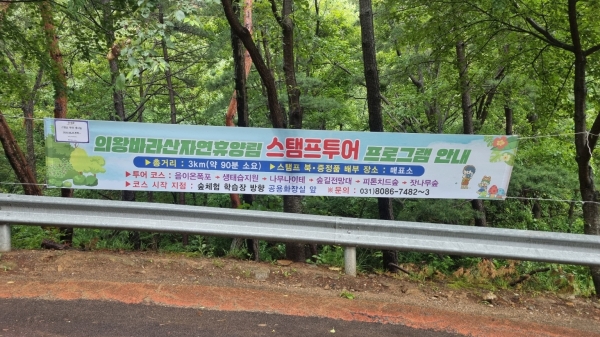 의왕바라산자연휴양림 스탬프투어 프로그램 안내
▶총거리 : 3km(약 90분 소요) ▶스탬프 북·증정품 배부 장소 : 매표소
▶투어 코스 : 음이온폭포 → 생태습지원 → 나무나이테 → 숲길전망대 → 피톤치드숲 → 잣나무숲
▶코스 시작 지점 : 숲체험 학습장 방향 공용화장실 앞 ※문의 : 031)8086-7482~3